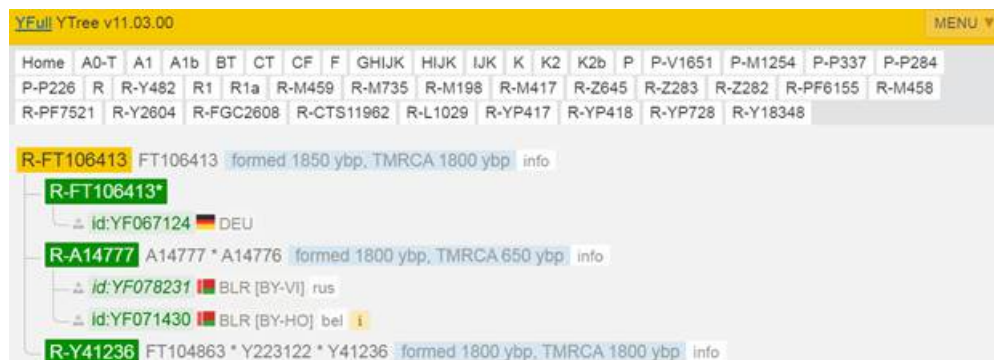 YFull YTree v11.03.00 MENU
Home A0-T A1 A1b BT CT CF F GHIJK HIJK IJK K K2 K2b P P-V1651 P-M1254 P-P337 P-P284
P-P226 R R-Y482 R1 R1a R-M459 R-M735 R-M198 R-M417 R-Z645 R-Z283 R-Z282 R-PF6155 R-M458
R-PF7521 R-Y2604 R-FGC2608 R-CTS11962 R-L1029 R-YP417 R-YP418 R-YP728 R-Y18348
R-FT106413 FT106413 formed 1850 ybp, TMRCA 1800 ybp info
R-FT106413*
id:YF067124 DEU
R-A14777 A14777 * A14776 formed 1800 ybp, TMRCA 650 ybp info
id:YF078231 BLR [BY-VI] rus
id:YF071430 BLR [BY-HO] bel i
R-Y41236 FT104863 * Y223122 * Y41236 formed 1800 ybp, TMRCA 1800 ybp info